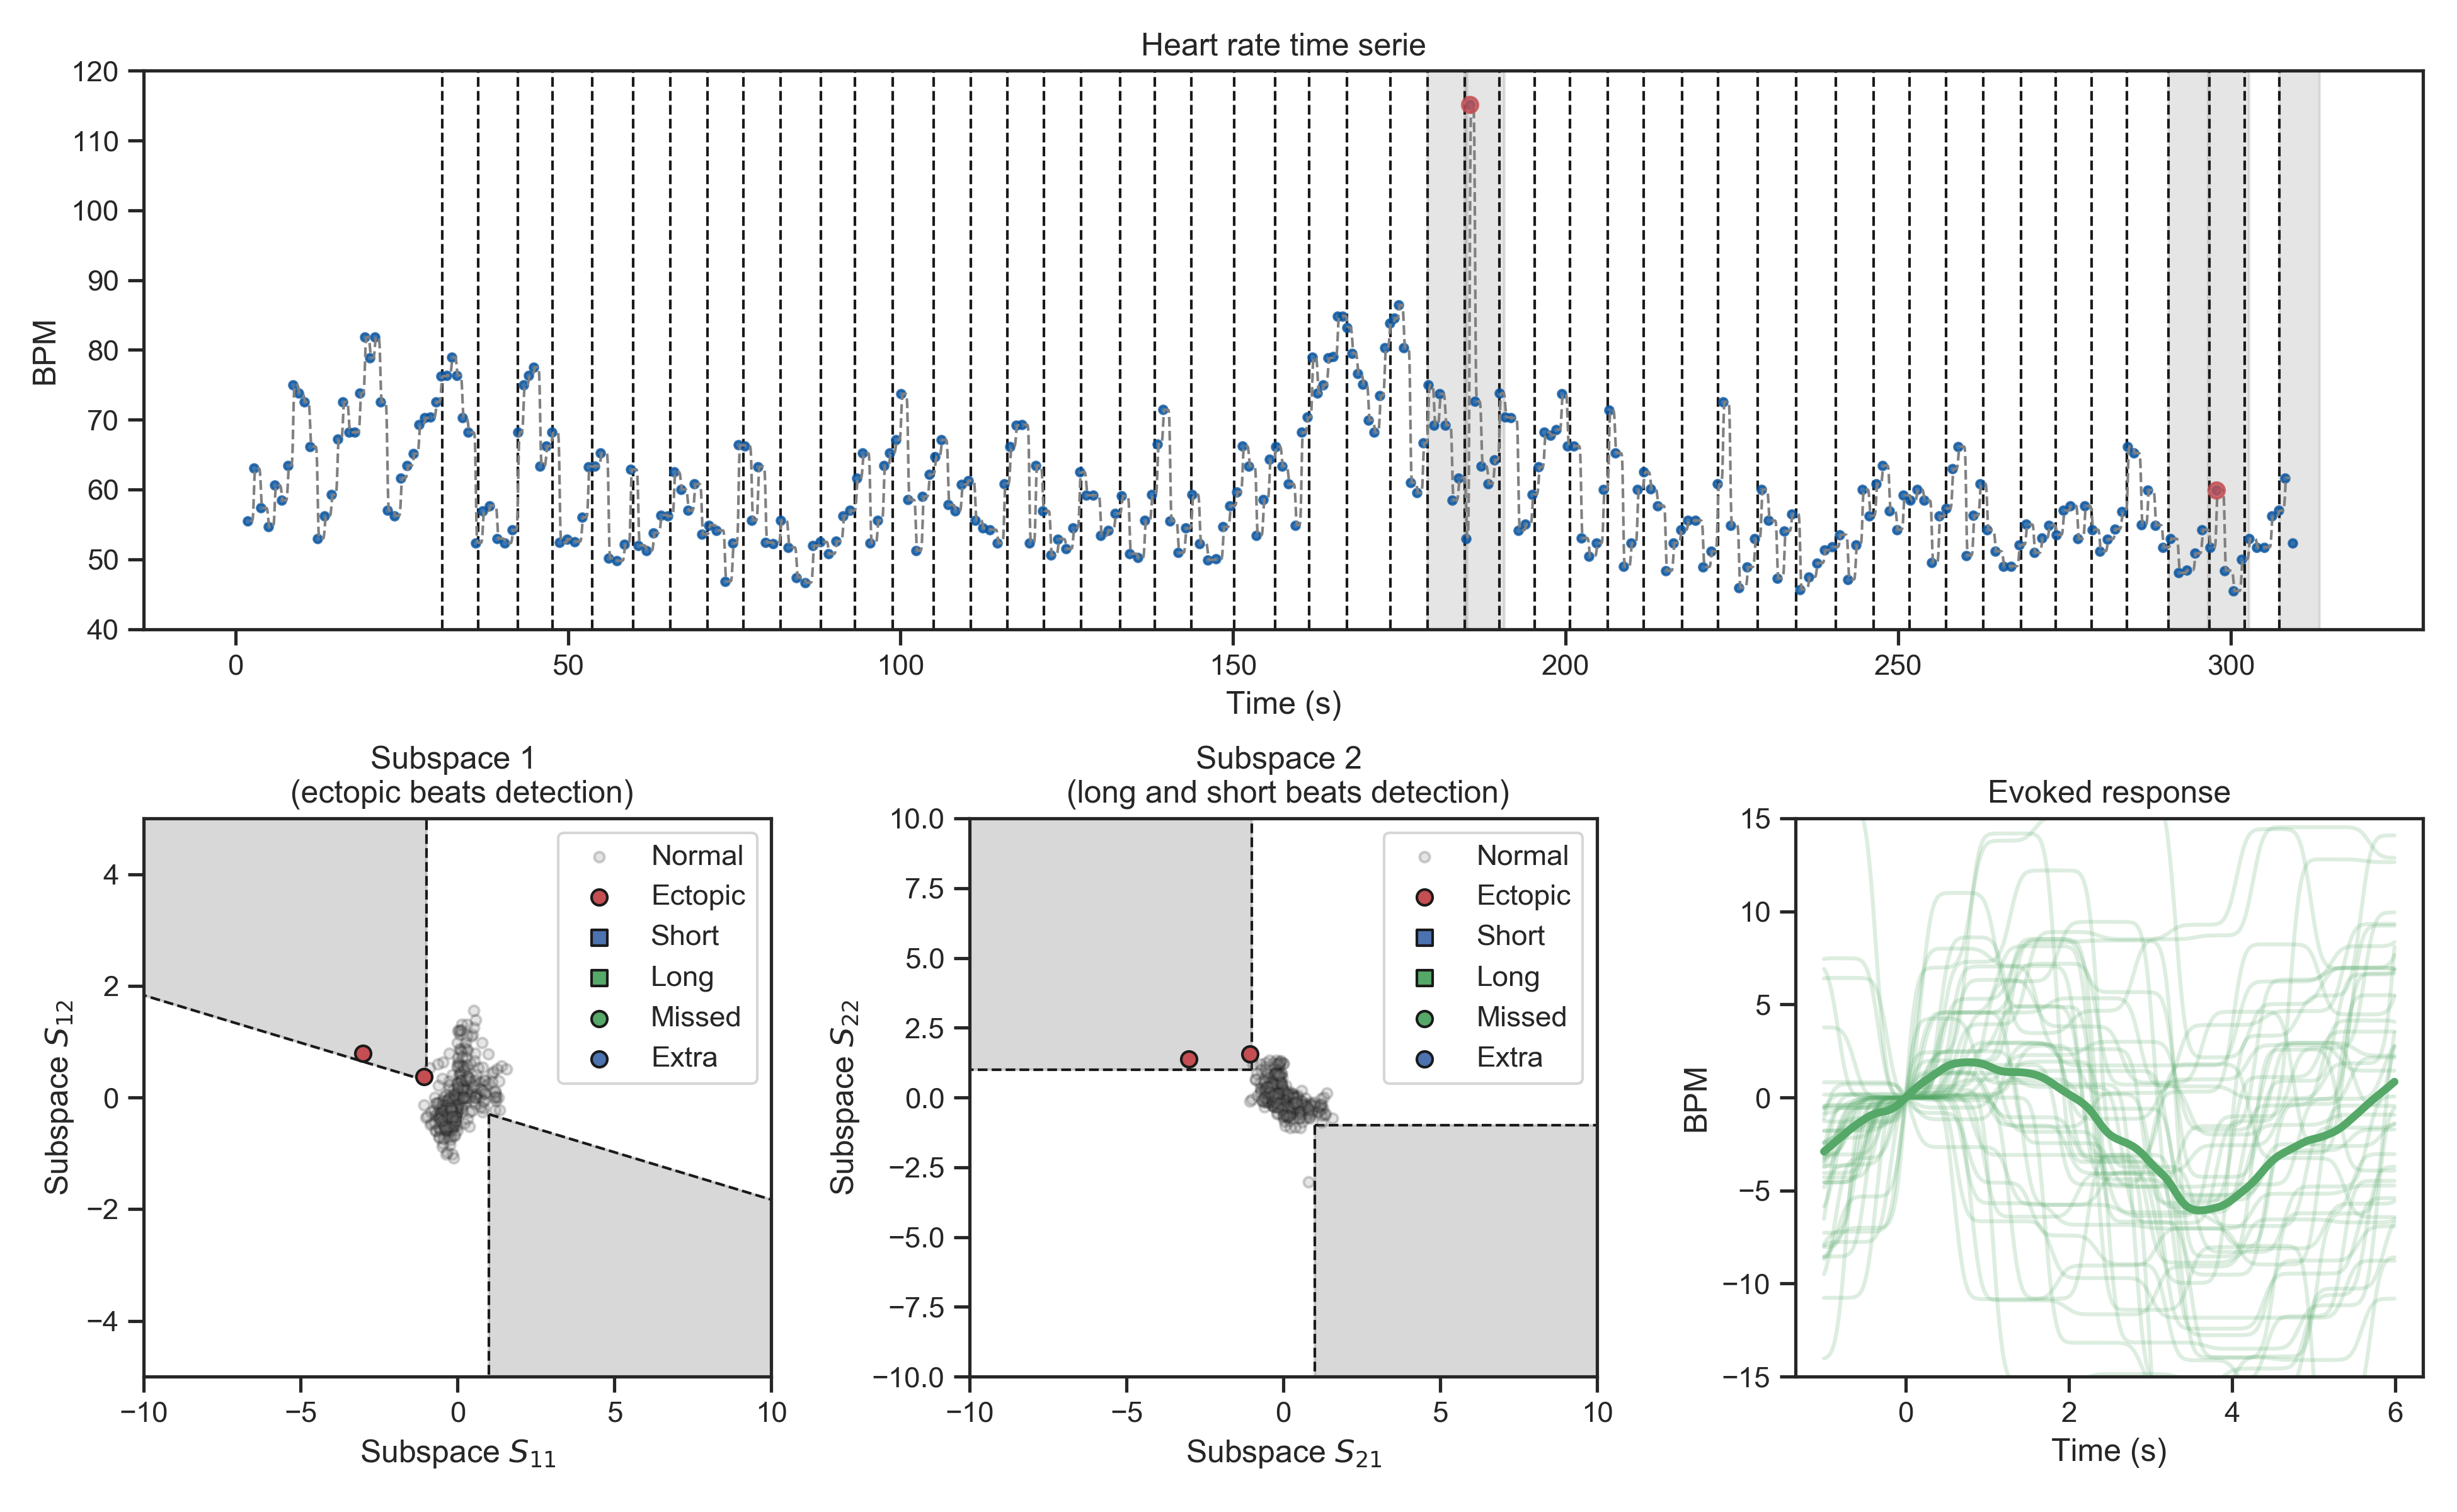 Heart rate time serie
120
110
100
90
80
70
60
50
40
BPM
0 50 100 150 200 250 300
Time (s)
Subspace 1
(ectopic beats detection)
4
2
0
−2
−4
Subspace S12
Normal
Ectopic
Short
Long
Missed
Extra
−10 −5 0 5 10
Subspace S11
Subspace 2
(long and short beats detection)
10.0
7.5
5.0
2.5
0.0
−2.5
−5.0
−7.5
−10.0
Subspace S22
Normal
Ectopic
Short
Long
Missed
Extra
−10 −5 0 5 10
Subspace S21
Evoked response
15
10
5
0
−5
−10
−15
BPM
0 2 4 6
Time (s)